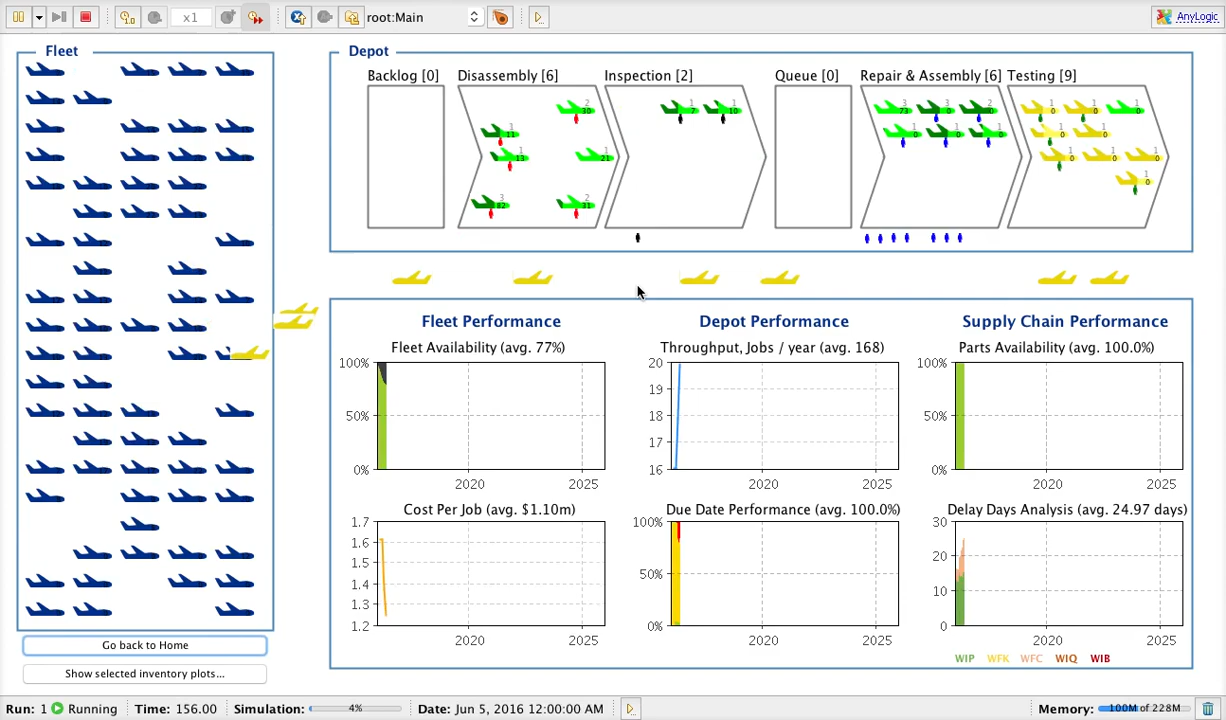 x1
root:Main
AnyLogic
Fleet
Depot
Backlog [0]
Disassembly [6]
Inspection [2]
Queue [0]
Repair & Assembly [6]
Testing [9]
Fleet Performance
Depot Performance
Supply Chain Performance
Fleet Availability (avg. 77%)
100%
50%
0%
2020
2025
Throughput, Jobs / year (avg. 168)
20
19
18
17
16
2020
2025
Parts Availability (avg. 100.0%)
100%
50%
0%
2020
2025
Cost Per Job (avg. $1.10m)
1.7
1.6
1.5
1.4
1.3
1.2
2020
2025
Due Date Performance (avg. 100.0%)
100%
50%
0%
2020
2025
Delay Days Analysis (avg. 24.97 days)
30
20
10
0
2020
2025
WIP WFK WFC WIQ WIB
Go back to Home
Show selected inventory plots...
Run: 1 Running Time: 156.00 Simulation: 4% Date: Jun 5, 2016 12:00:00 AM Memory: 100M of 228M